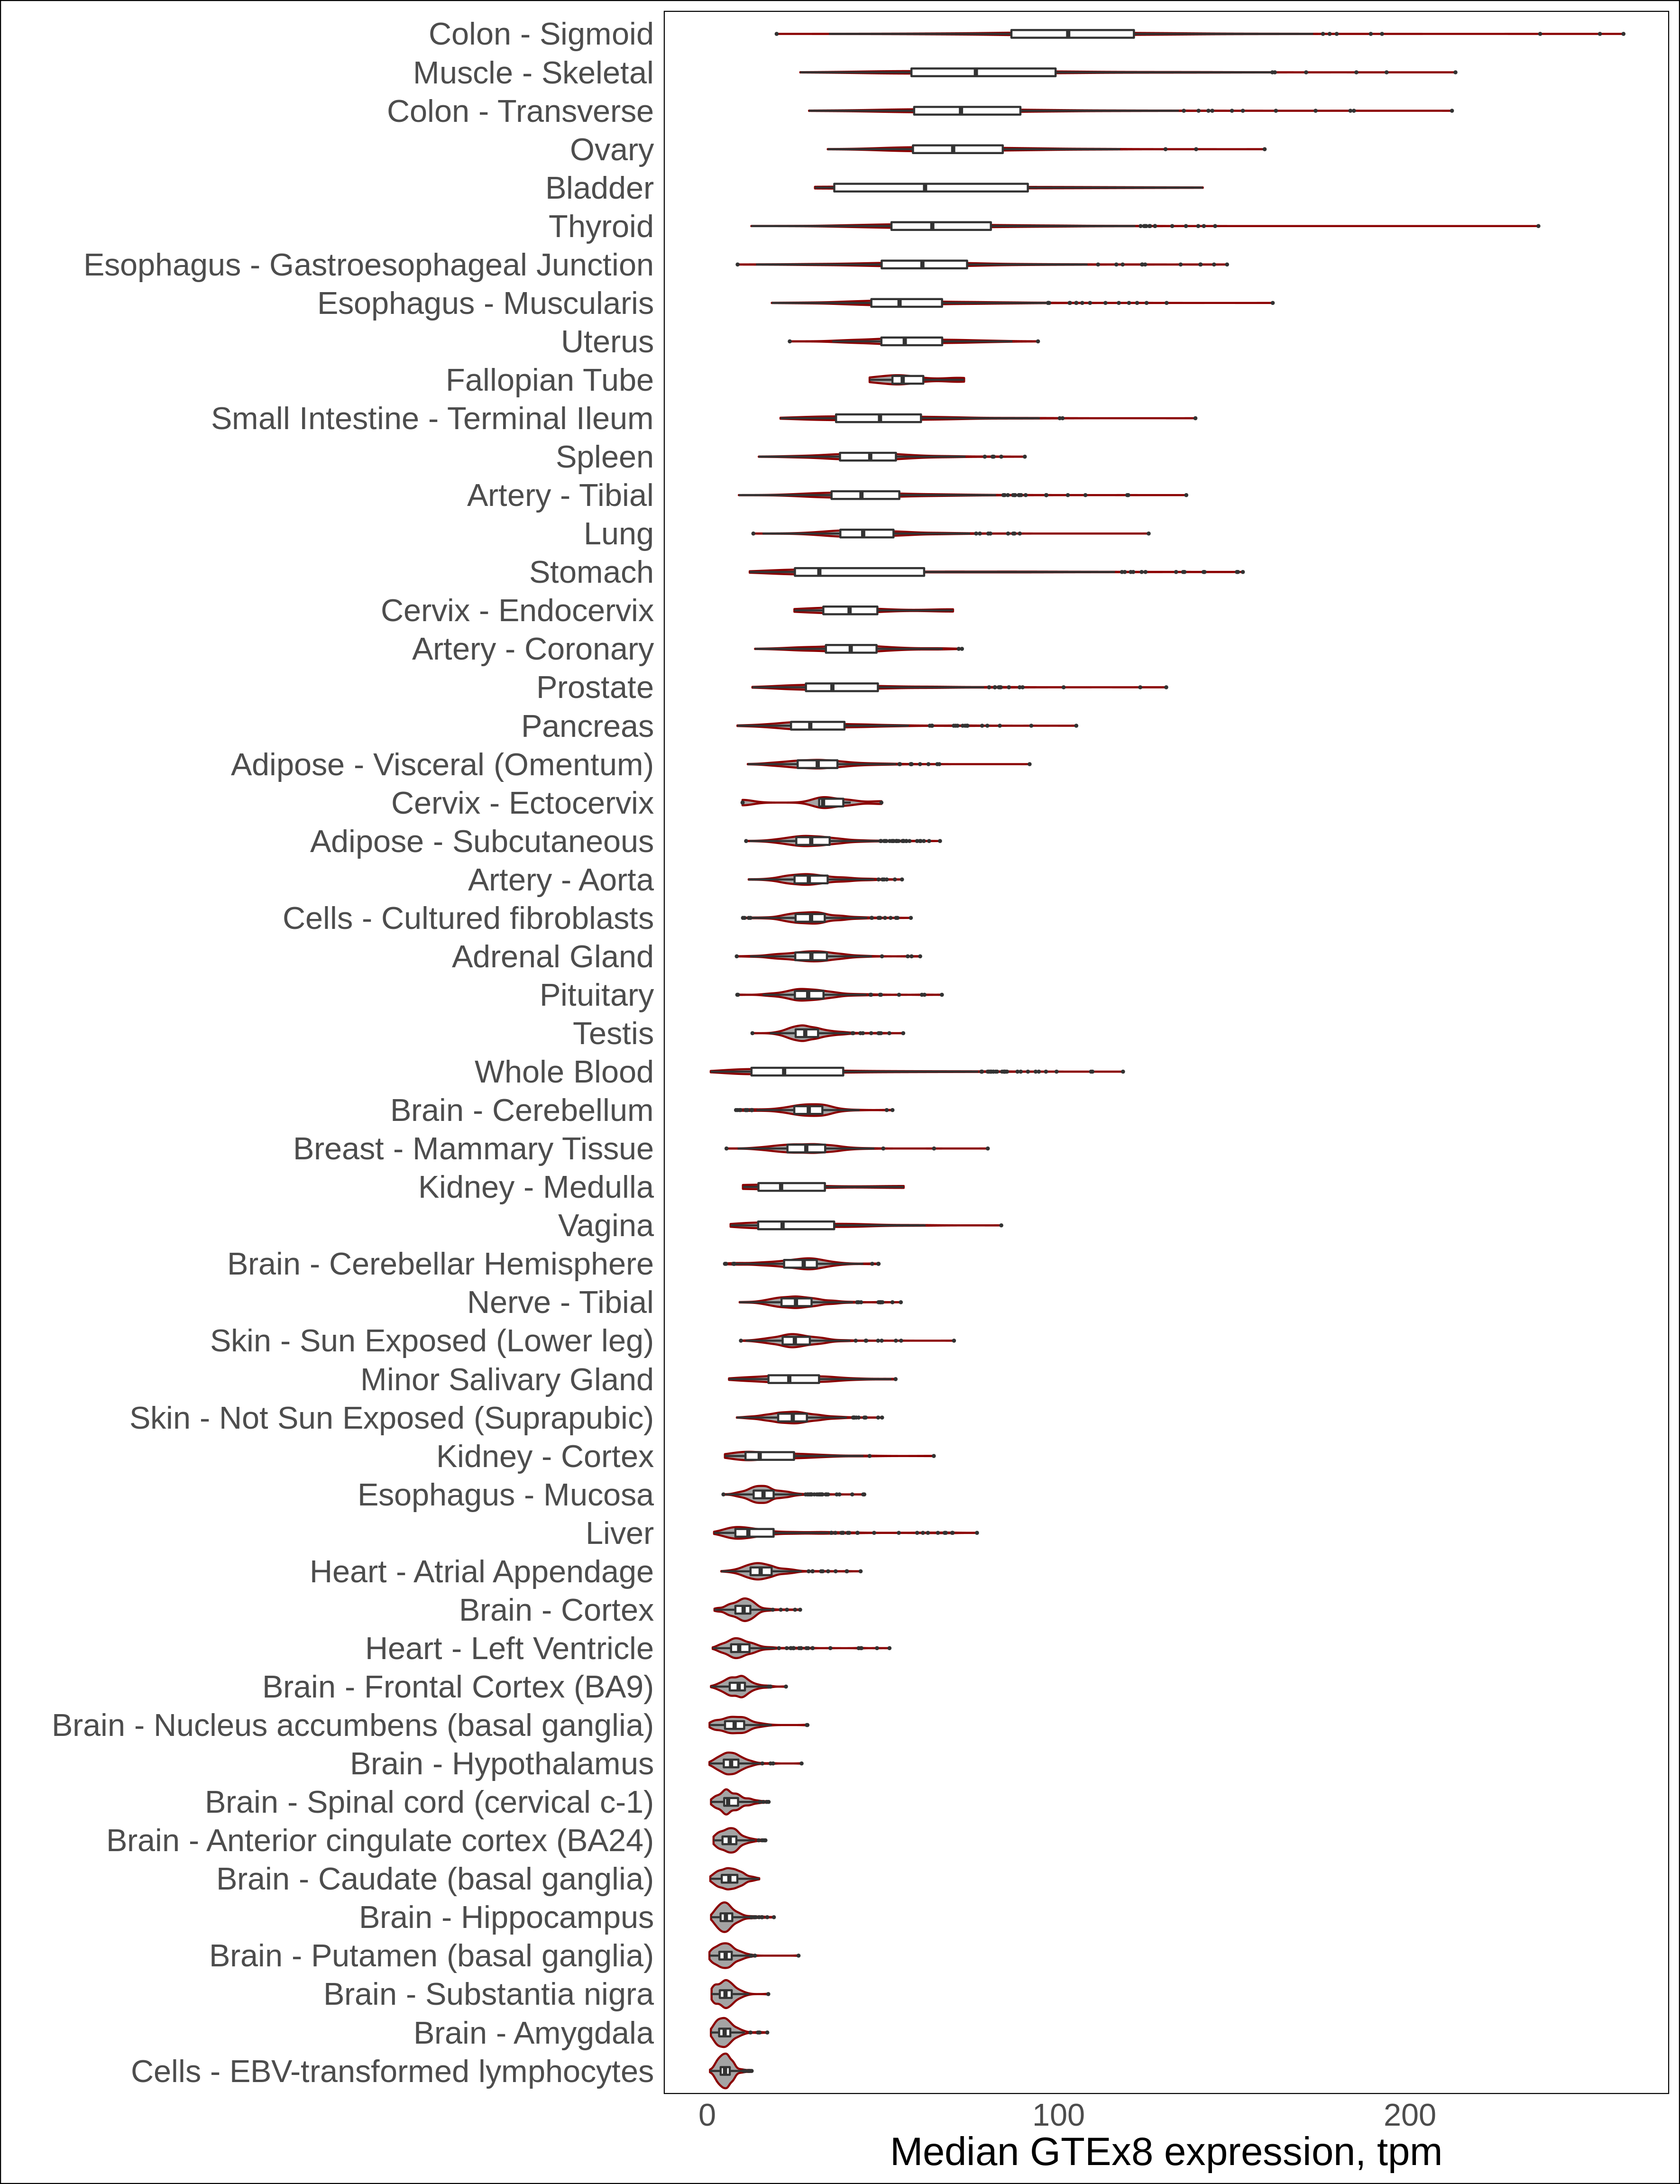 Colon - Sigmoid
Muscle - Skeletal
Colon - Transverse
Ovary
Bladder
Thyroid
Esophagus - Gastroesophageal Junction
Esophagus - Muscularis
Uterus
Fallopian Tube
Small Intestine - Terminal Ileum
Spleen
Artery - Tibial
Lung
Stomach
Cervix - Endocervix
Artery - Coronary
Prostate
Pancreas
Adipose - Visceral (Omentum)
Cervix - Ectocervix
Adipose - Subcutaneous
Artery - Aorta
Cells - Cultured fibroblasts
Adrenal Gland
Pituitary
Testis
Whole Blood
Brain - Cerebellum
Breast - Mammary Tissue
Kidney - Medulla
Vagina
Brain - Cerebellar Hemisphere
Nerve - Tibial
Skin - Sun Exposed (Lower leg)
Minor Salivary Gland
Skin - Not Sun Exposed (Suprapubic)
Kidney - Cortex
Esophagus - Mucosa
Liver
Heart - Atrial Appendage
Brain - Cortex
Heart - Left Ventricle
Brain - Frontal Cortex (BA9)
Brain - Nucleus accumbens (basal ganglia)
Brain - Hypothalamus
Brain - Spinal cord (cervical c-1)
Brain - Anterior cingulate cortex (BA24)
Brain - Caudate (basal ganglia)
Brain - Hippocampus
Brain - Putamen (basal ganglia)
Brain - Substantia nigra
Brain - Amygdala
Cells - EBV-transformed lymphocytes
0 100 200
Median GTEx8 expression, tpm